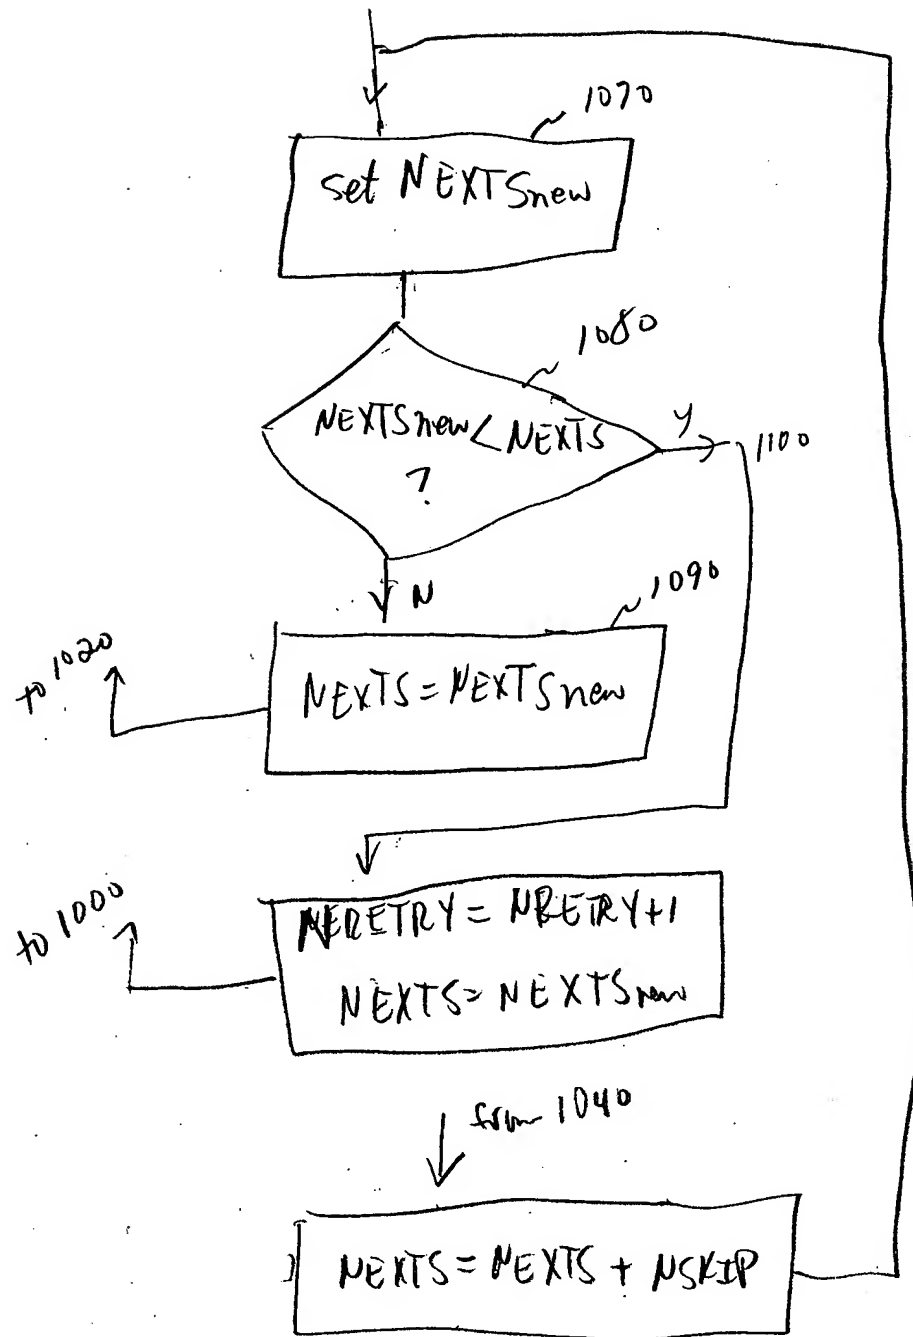 1070
set NEXTSnew
1080
NEXTSnew<NEXTS
?
Y
1100
N
1090
to 1020
NEXTS=NEXTSnew
to 1000
NRETRY=NRETRY+1
NEXTS=NEXTSnew
from 1040
NEXTS=NEXTS + NSKIP